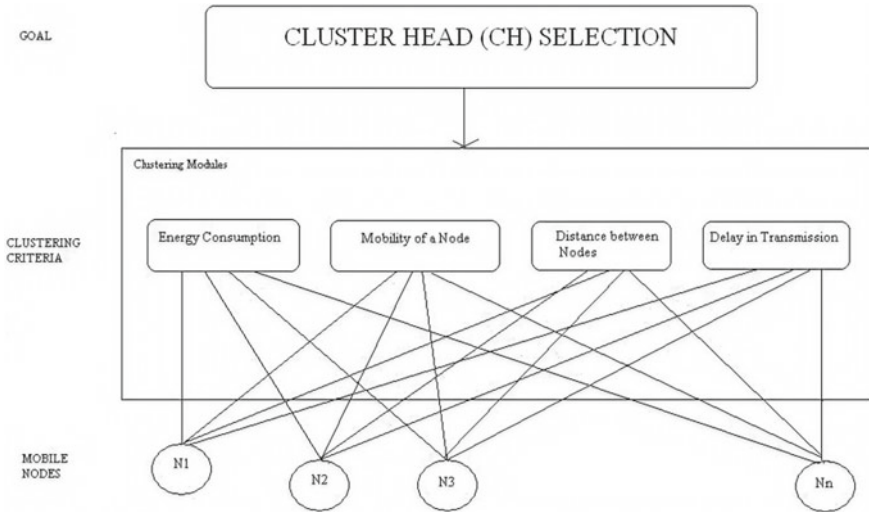 GOAL
CLUSTER HEAD (CH) SELECTION
Clustering Modules
CLUSTERING
CRITERIA
Energy Consumption
Mobility of a Node
Distance between
Nodes
Delay in Transmission
MOBILE
NODES
N1
N2
N3
Nn